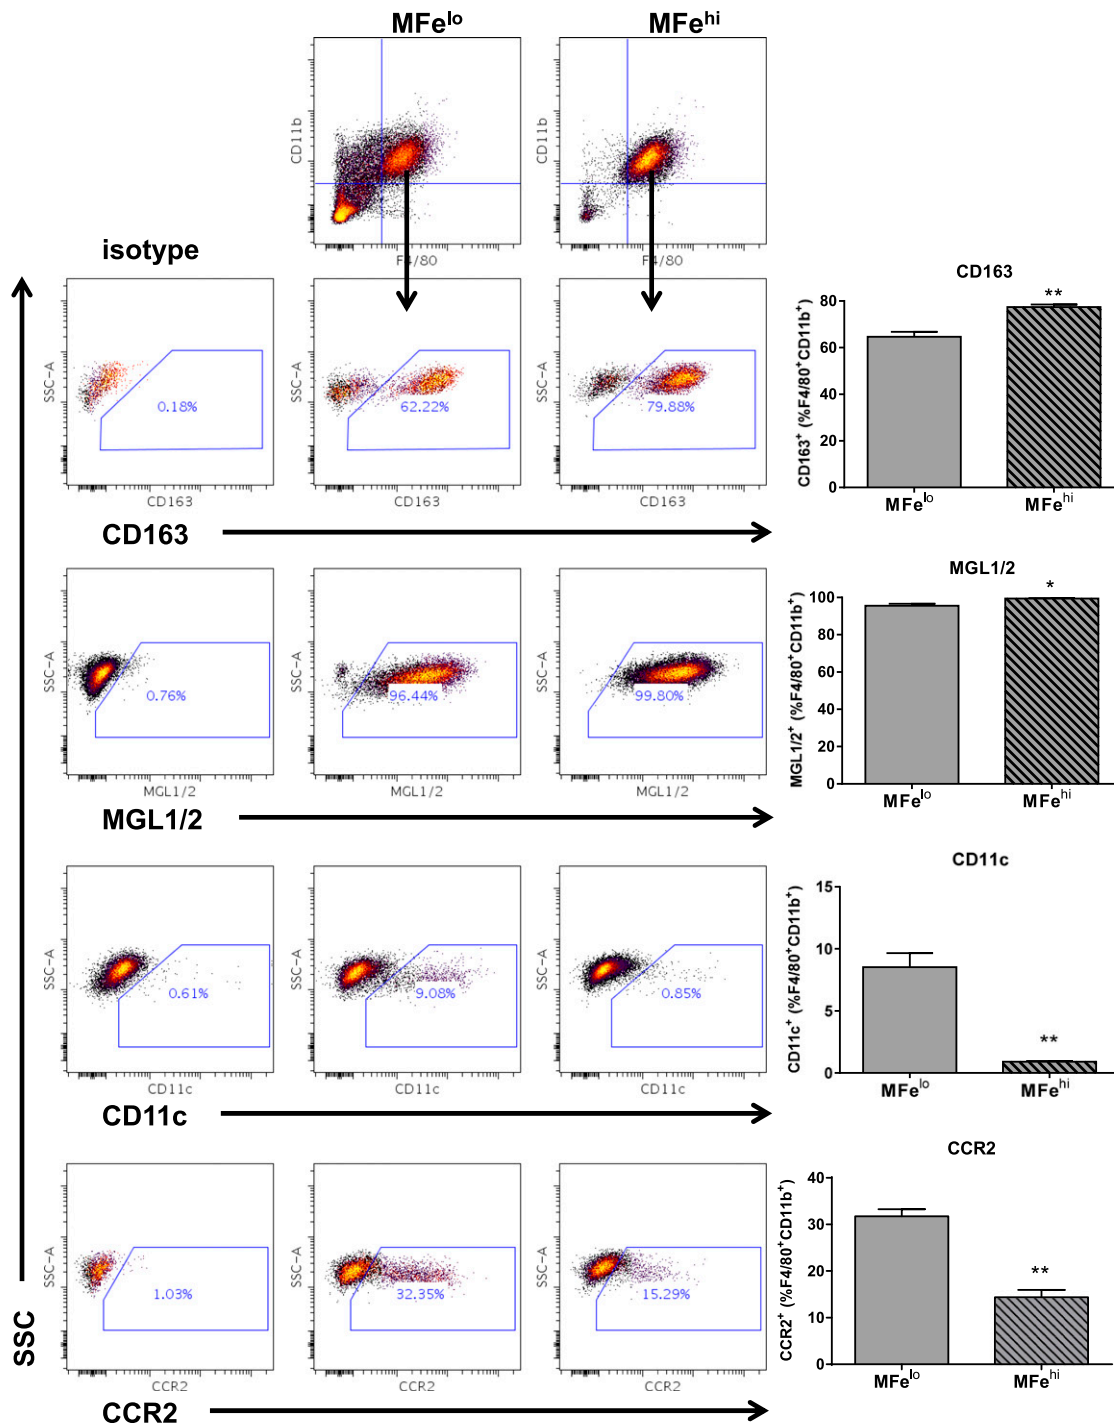 MFe^lo MFe^hi
CD11b CD11b
F4/80 F4/80
isotype
CD163
SSC-A SSC-A SSC-A
0.18% 62.22% 79.88%
CD163 CD163 CD163
CD163
CD163⁺ (%F4/80⁺CD11b⁺)
80
60
40
20
0
**
MFe^lo MFe^hi
MGL1/2
SSC-A SSC-A SSC-A
0.76% 96.44% 99.80%
MGL1/2 MGL1/2 MGL1/2
MGL1/2
MGL1/2⁺ (%F4/80⁺CD11b⁺)
100
80
60
40
20
0
*
MFe^lo MFe^hi
CD11c
SSC-A SSC-A SSC-A
0.61% 9.08% 0.85%
CD11c CD11c CD11c
CD11c
CD11c⁺ (%F4/80⁺CD11b⁺)
15
10
5
0
**
MFe^lo MFe^hi
CCR2
SSC-A SSC-A SSC-A
1.03% 32.35% 15.29%
CCR2 CCR2 CCR2
CCR2
CCR2⁺ (%F4/80⁺CD11b⁺)
40
30
20
10
0
**
MFe^lo MFe^hi
SSC